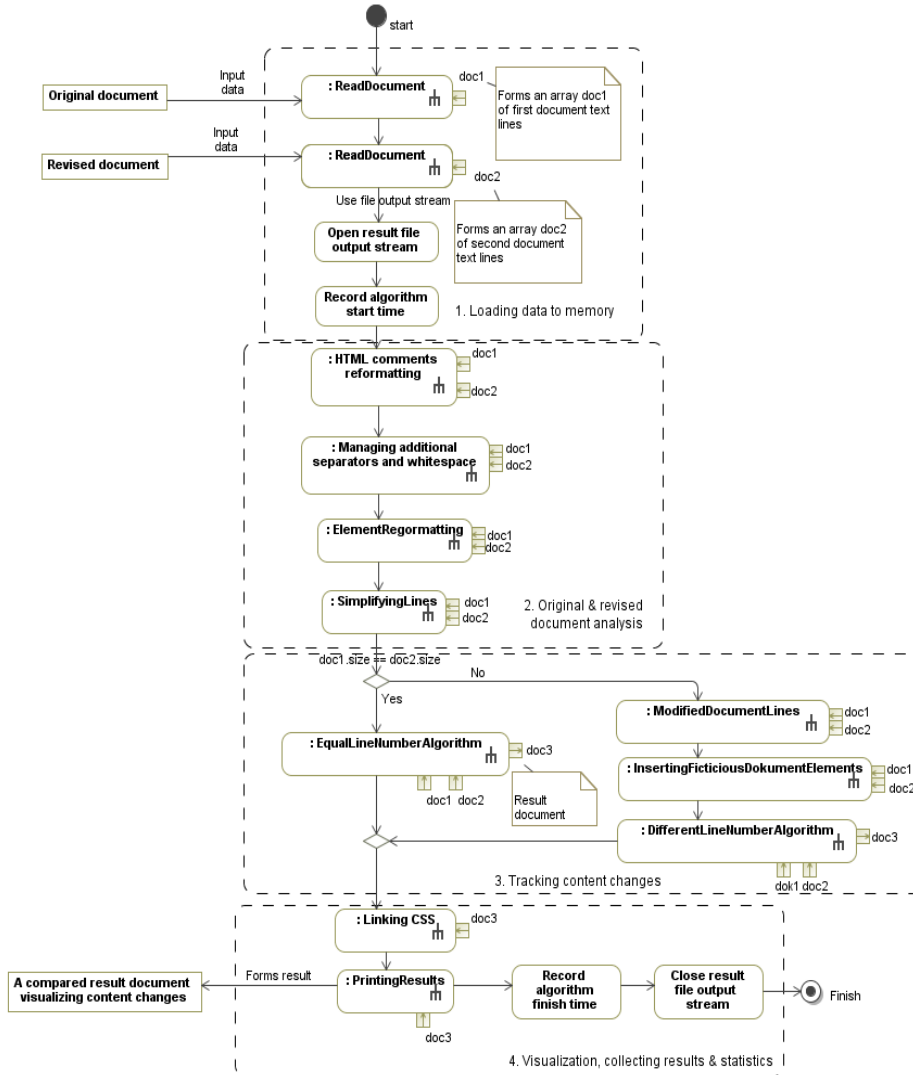 start
Original document
Input
data
: ReadDocument
doc1
Forms an array doc1
of first document text
lines
Revised document
Input
data
: ReadDocument
doc2
Use file output stream
Forms an array doc2
of second document
text lines
Open result file
output stream
Record algorithm
start time
1. Loading data to memory
: HTML comments
reformatting
doc1
doc2
: Managing additional
separators and whitespace
doc1
doc2
: ElementRegormatting
doc1
doc2
: SimplifyingLines
doc1
doc2
2. Original & revised
document analysis
doc1.size == doc2.size
No
Yes
: ModifiedDocumentLines
doc1
doc2
: EqualLineNumberAlgorithm
doc3
doc1
doc2
Result
document
: InsertingFicticiousDokumentElements
doc1
doc2
: DifferentLineNumberAlgorithm
doc3
dok1
doc2
3. Tracking content changes
: Linking CSS
doc3
Forms result
A compared result document
visualizing content changes
: PrintingResults
doc3
Record
algorithm
finish time
Close result
file output
stream
Finish
4. Visualization, collecting results & statistics